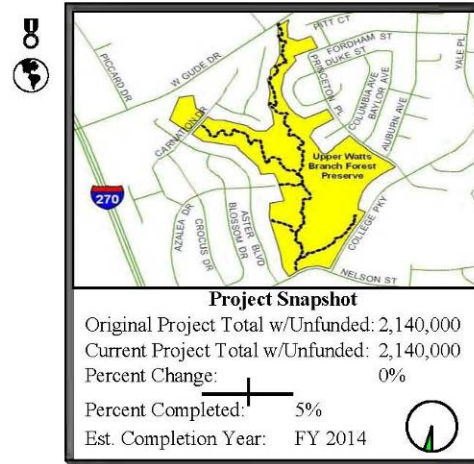 PITT CT
FORDHAM ST
DUKE ST
YALE PL
PICCARD DR
W GUDE DR
PRINCETON PL
COLUMBIA AVE
BAYLOR AVE
AUBURN AVE
CARNATION DR
Upper Watts
Branch Forest
Preserve
270
AZALEA DR
CROCUS DR
BLOSSOM DR
ASTER BLVD
COLLEGE PKY
NELSON ST
Project Snapshot
Original Project Total w/Unfunded: 2,140,000
Current Project Total w/Unfunded: 2,140,000
Percent Change: 0%
Percent Completed: 5%
Est. Completion Year: FY 2014